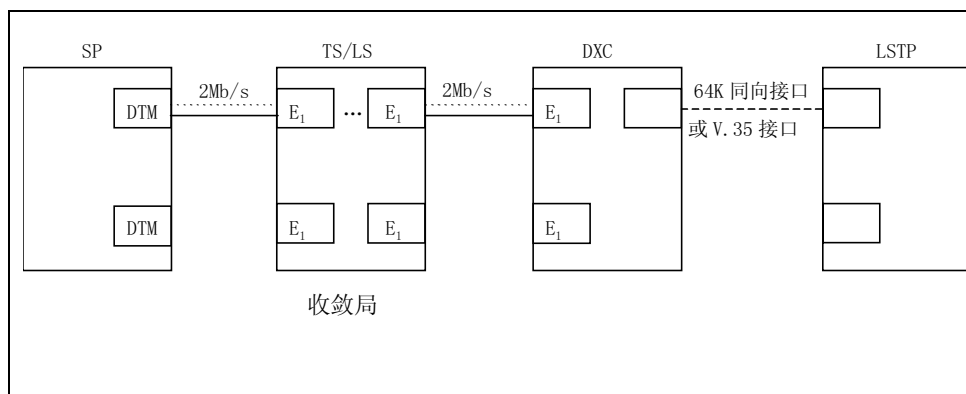 SP TS/LS DXC LSTP
2Mb/s 2Mb/s 64K 同向接口
DTM E₁ ... E₁ E₁
或 V.35 接口
DTM E₁ E₁ E₁
收敛局